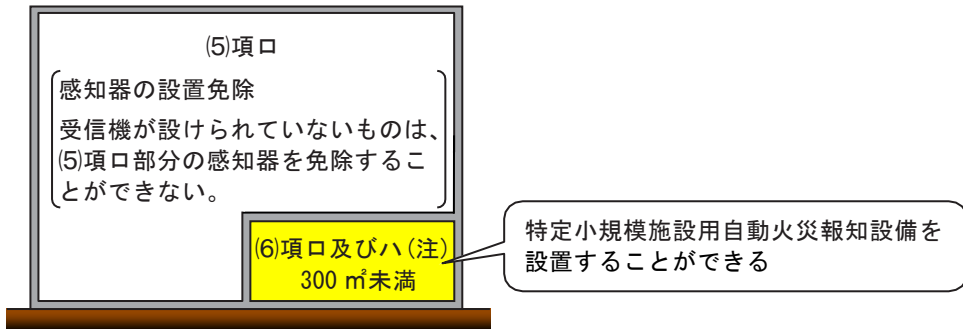 ⑸項ロ
感知器の設置免除
受信機が設けられていないものは、
⑸項ロ部分の感知器を免除するこ
とができない。
⑹項ロ及びハ(注)
300 ㎡未満
特定小規模施設用自動火災報知設備を
設置することができる